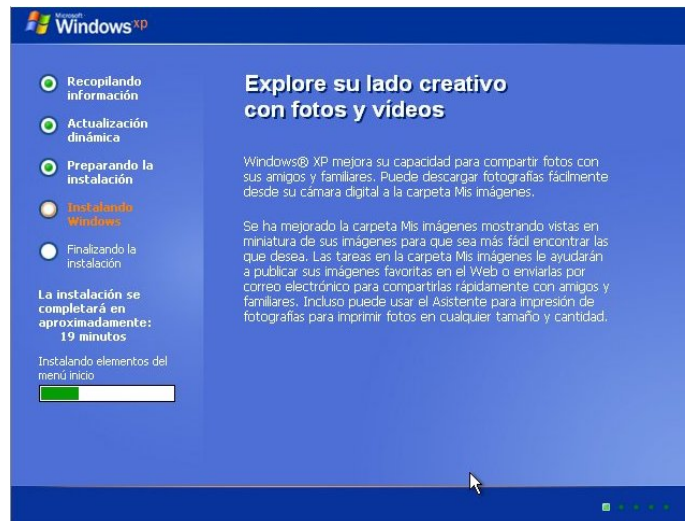 Microsoft
Windows xp
Recopilando
información
Actualización
dinámica
Preparando la
instalación
Instalando
Windows
Finalizando la
instalación
La instalación se
completará en
aproximadamente:
19 minutos
Instalando elementos del
menú inicio
Explore su lado creativo
con fotos y vídeos
Windows® XP mejora su capacidad para compartir fotos con
sus amigos y familiares. Puede descargar fotografías fácilmente
desde su cámara digital a la carpeta Mis imágenes.
Se ha mejorado la carpeta Mis imágenes mostrando vistas en
miniatura de sus imágenes para que sea más fácil encontrar las
que desea. Las tareas en la carpeta Mis imágenes le ayudarán
a publicar sus imágenes favoritas en el Web o enviarlas por
correo electrónico para compartirlas rápidamente con amigos y
familiares. Incluso puede usar el Asistente para impresión de
fotografías para imprimir fotos en cualquier tamaño y cantidad.